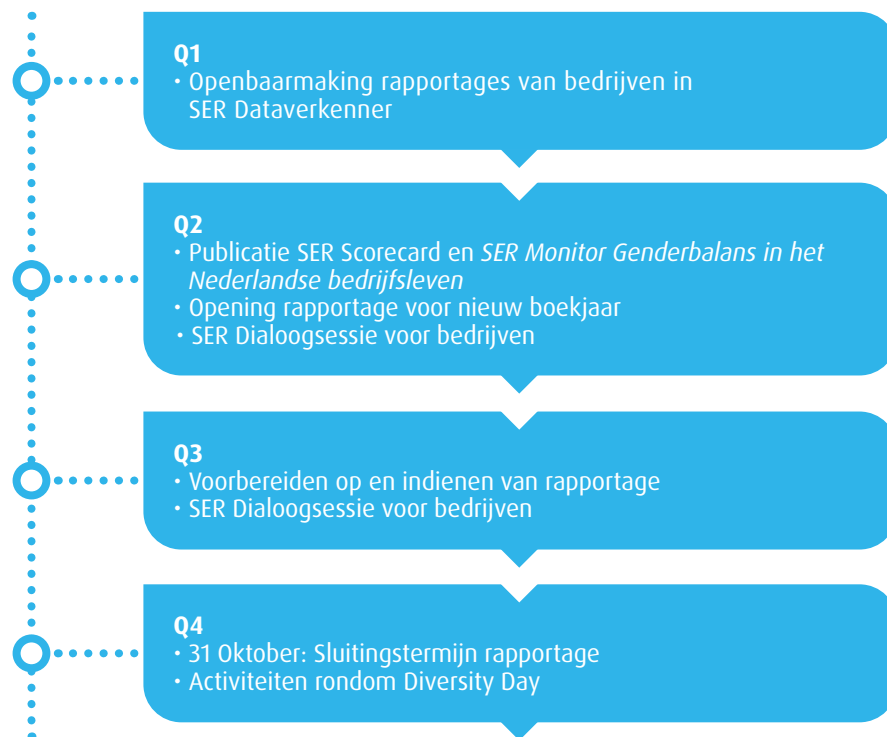 Q1
· Openbaarmaking rapportages van bedrijven in
SER Dataverkenner
Q2
· Publicatie SER Scorecard en SER Monitor Genderbalans in het
Nederlandse bedrijfsleven
· Opening rapportage voor nieuw boekjaar
· SER Dialoogsessie voor bedrijven
Q3
· Voorbereiden op en indienen van rapportage
· SER Dialoogsessie voor bedrijven
Q4
· 31 Oktober: Sluitingstermijn rapportage
· Activiteiten rondom Diversity Day